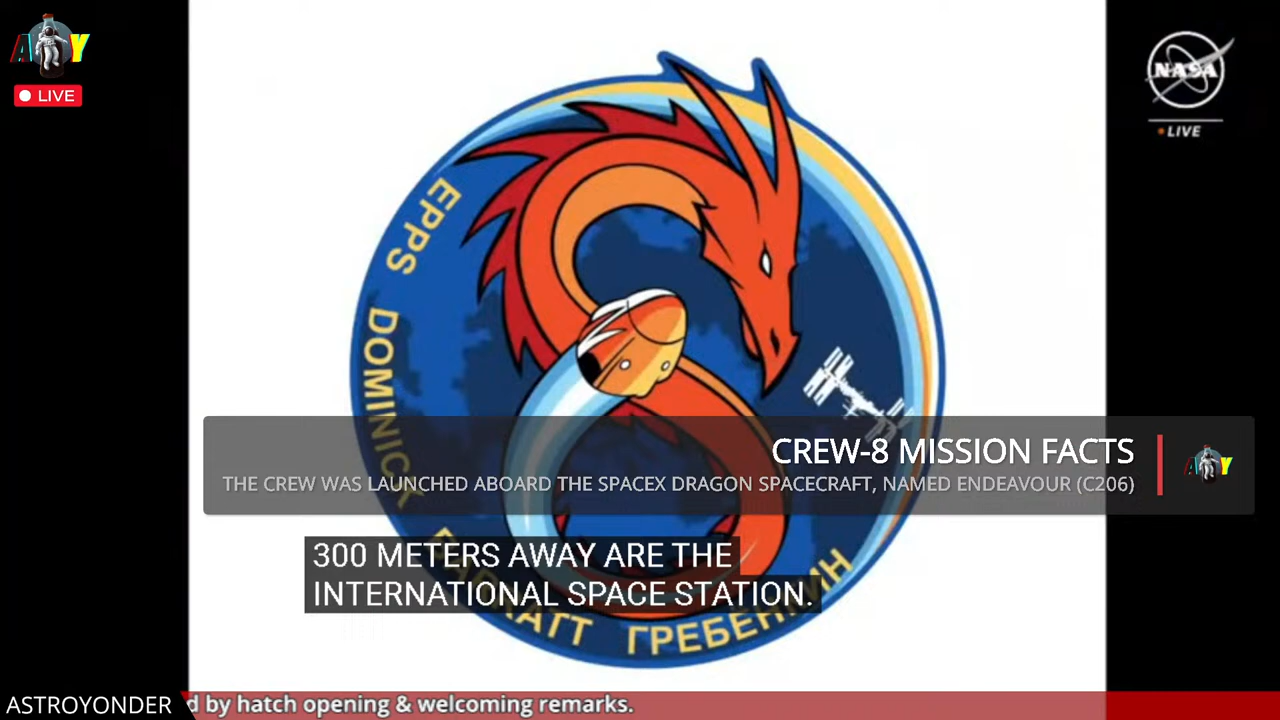 A Y
LIVE
NASA
LIVE
EPPS
DOMINICK
BARRATT
ГРЕБЕНКИН
CREW-8 MISSION FACTS
THE CREW WAS LAUNCHED ABOARD THE SPACEX DRAGON SPACECRAFT, NAMED ENDEAVOUR (C206)
A Y
300 METERS AWAY ARE THE
INTERNATIONAL SPACE STATION.
ASTROYONDER
d by hatch opening & welcoming remarks.